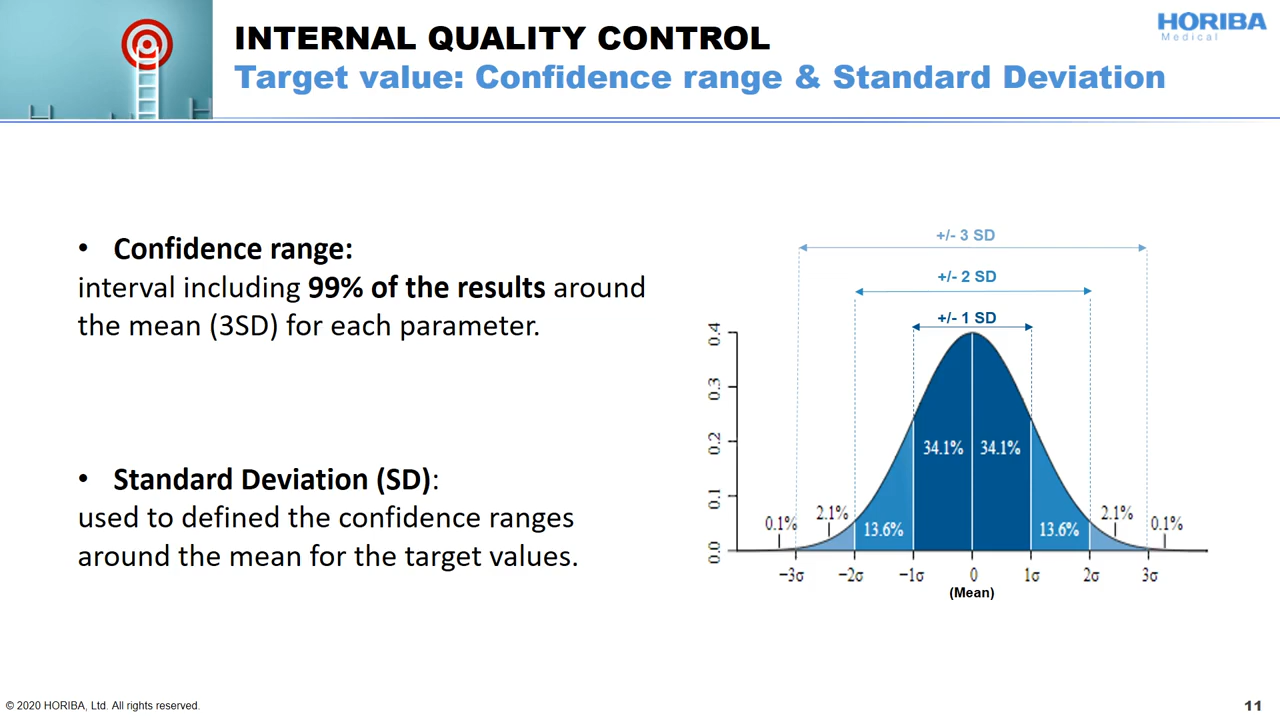 INTERNAL QUALITY CONTROL
Target value: Confidence range & Standard Deviation
HORIBA
Medical
• Confidence range:
interval including 99% of the results around
the mean (3SD) for each parameter.
• Standard Deviation (SD):
used to defined the confidence ranges
around the mean for the target values.
+/- 3 SD
+/- 2 SD
+/- 1 SD
0.4
0.3
0.2
0.1
0.0
34.1% 34.1%
0.1% 2.1% 13.6% 13.6% 2.1% 0.1%
−3σ −2σ −1σ 0 1σ 2σ 3σ
(Mean)
© 2020 HORIBA, Ltd. All rights reserved.
11